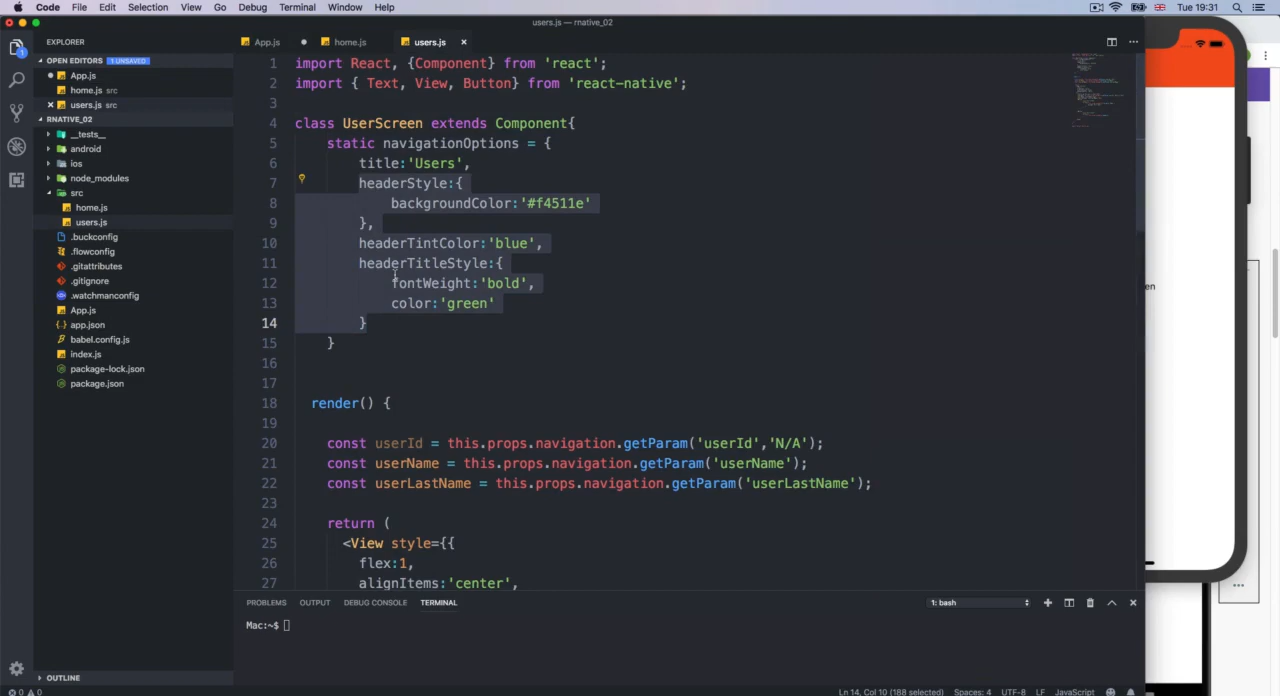 Code File Edit Selection View Go Debug Terminal Window Help Tue 19:31
users.js — rnative_02
EXPLORER
OPEN EDITORS 1 UNSAVED
App.js
home.js src
users.js src
RNATIVE_02
__tests__
android
ios
node_modules
src
home.js
users.js
.buckconfig
.flowconfig
.gitattributes
.gitignore
.watchmanconfig
App.js
app.json
babel.config.js
index.js
package-lock.json
package.json
OUTLINE
App.js home.js users.js
1 import React, {Component} from 'react';
2 import { Text, View, Button} from 'react-native';
3
4 class UserScreen extends Component{
5 static navigationOptions = {
6 title:'Users',
7 headerStyle:{
8 backgroundColor:'#f4511e'
9 },
10 headerTintColor:'blue',
11 headerTitleStyle:{
12 fontWeight:'bold',
13 color:'green'
14 }
15 }
16
17
18 render() {
19
20 const userId = this.props.navigation.getParam('userId','N/A');
21 const userName = this.props.navigation.getParam('userName');
22 const userLastName = this.props.navigation.getParam('userLastName');
23
24 return (
25 <View style={{
26 flex:1,
27 alignItems:'center',
PROBLEMS OUTPUT DEBUG CONSOLE TERMINAL 1: bash
Mac:~$
0 0 Ln 14, Col 10 (188 selected) Spaces: 4 UTF-8 LF JavaScript
en